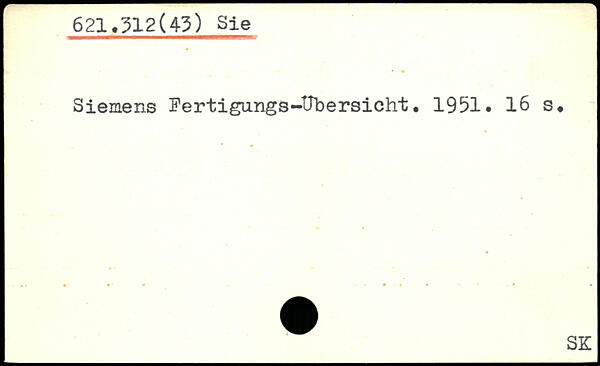 621.312(43) Sie
Siemens Fertigungs-Übersicht. 1951. 16 s.
SK